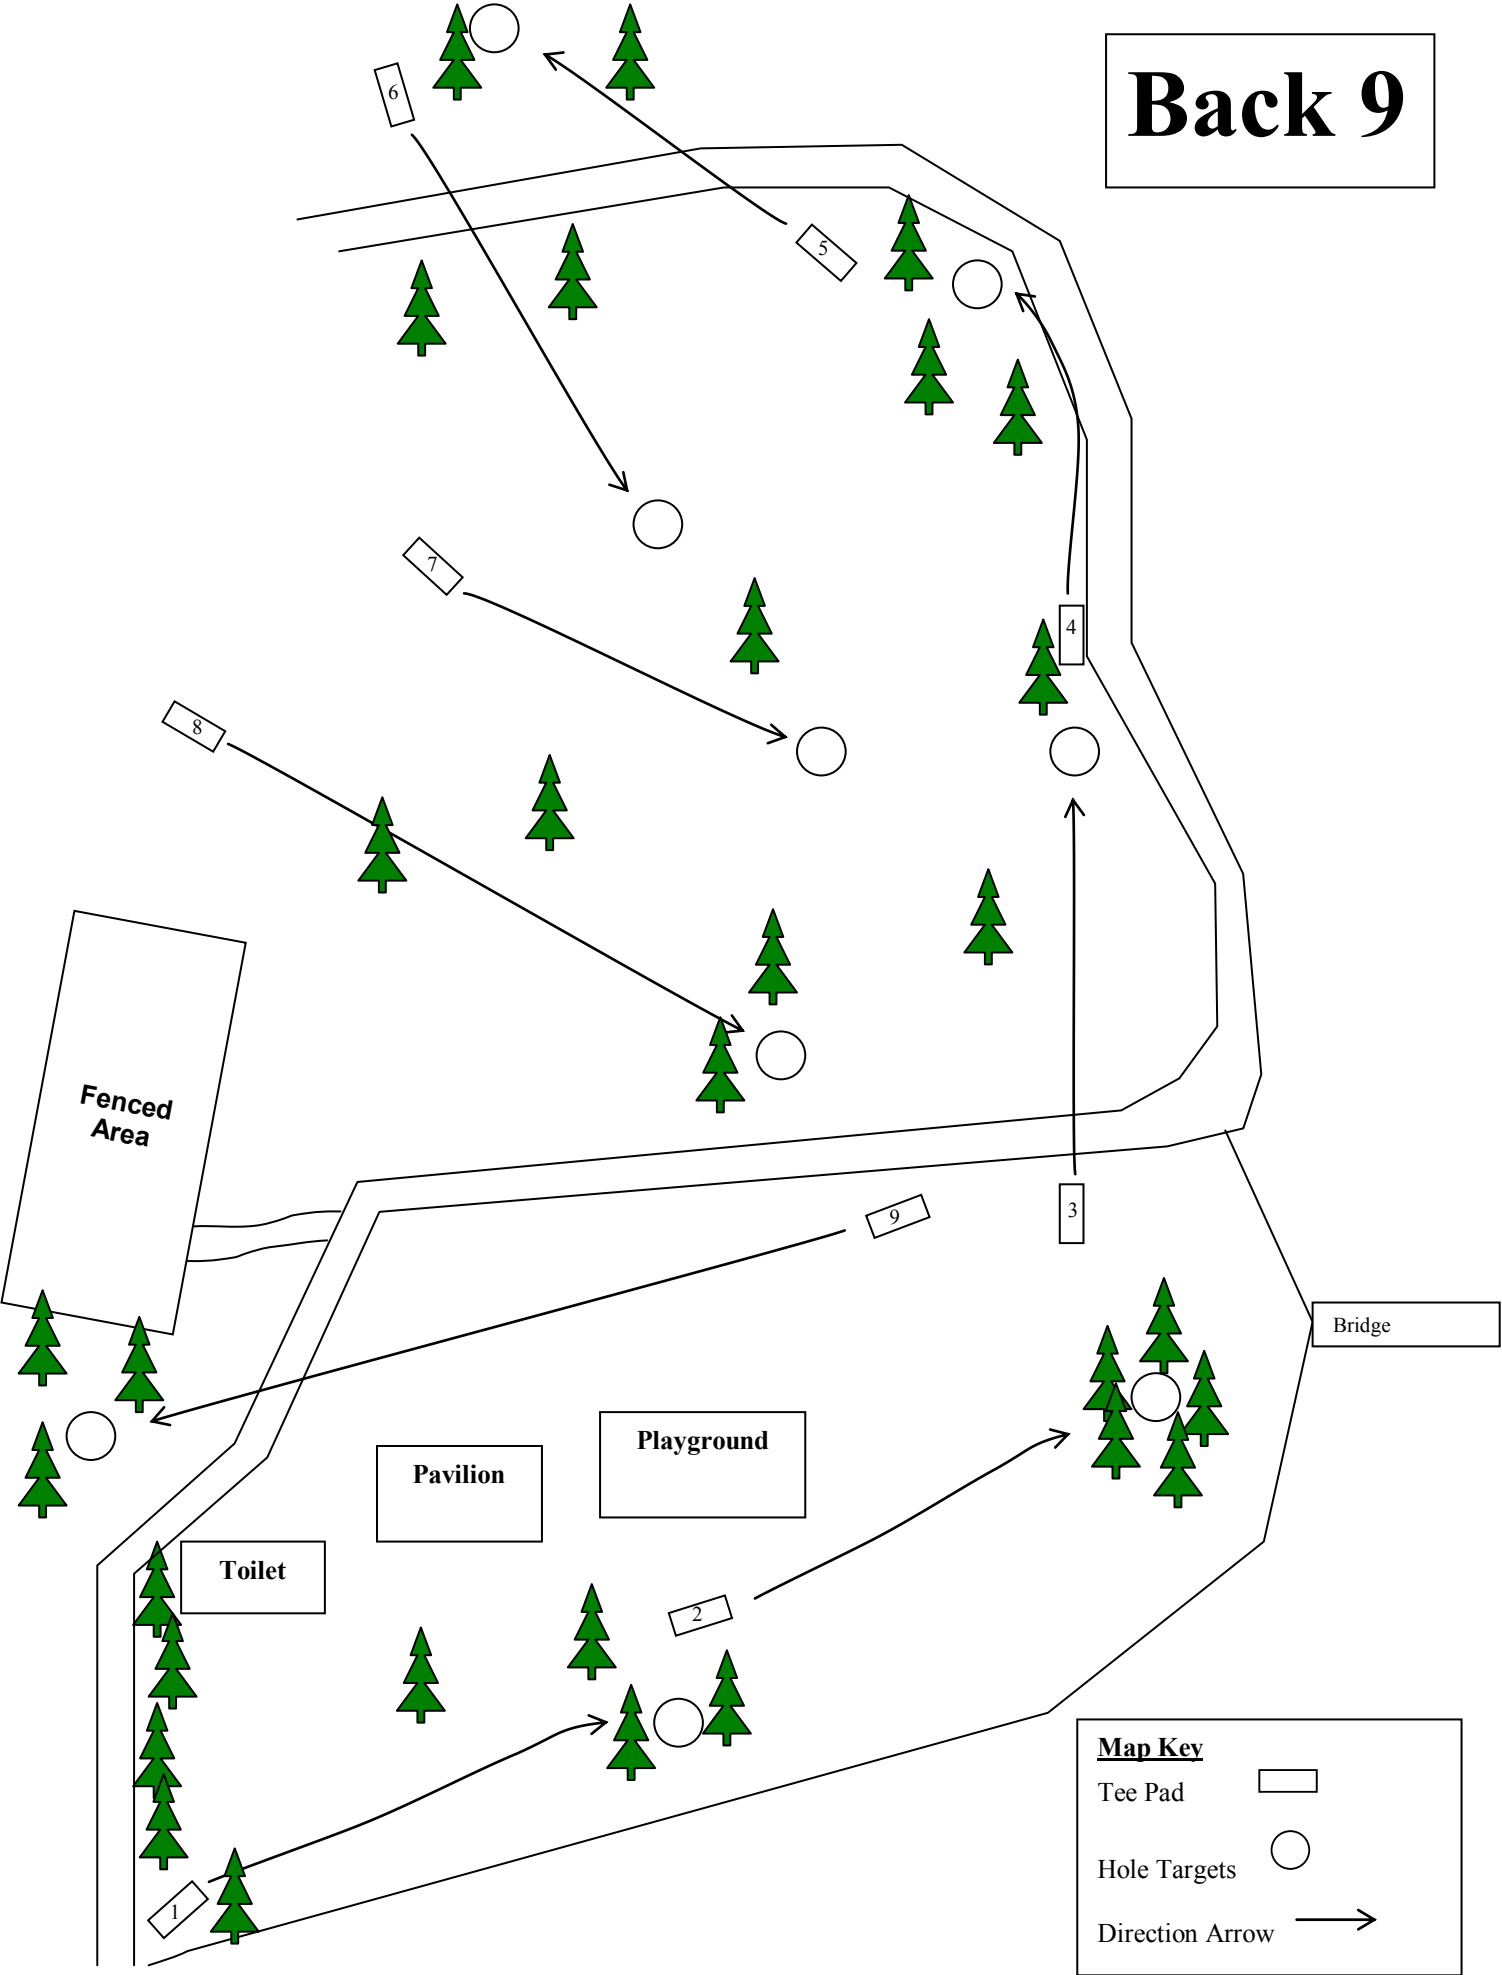 Back 9
6
5
7
4
8
Fenced
Area
9
3
Bridge
Playground
Pavilion
Toilet
2
1
Map Key
Tee Pad
Hole Targets
Direction Arrow